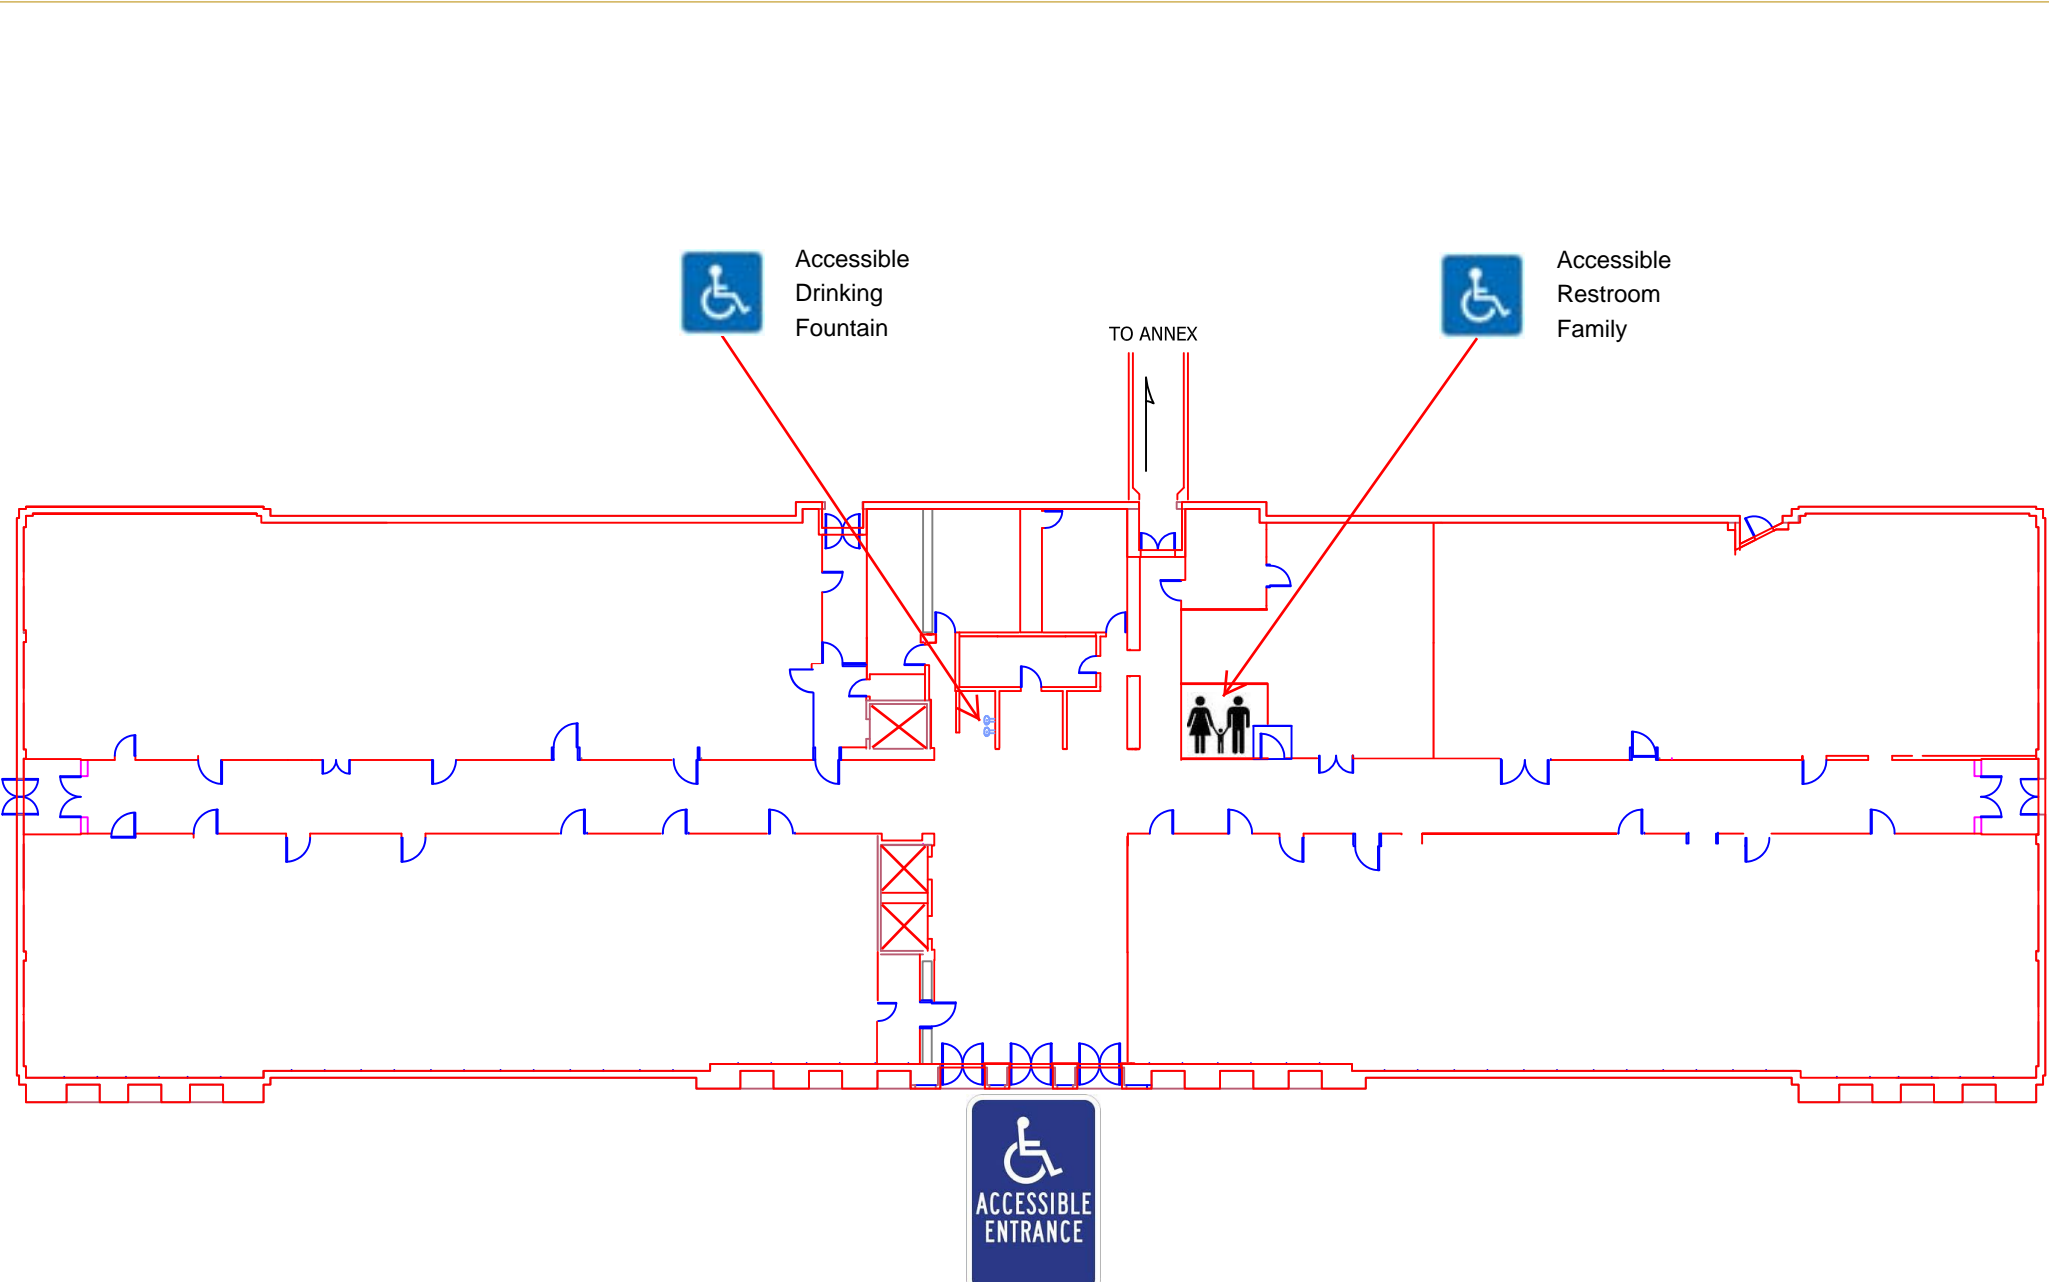 Accessible
Drinking
Fountain
Accessible
Restroom
Family
TO ANNEX
ACCESSIBLE
ENTRANCE